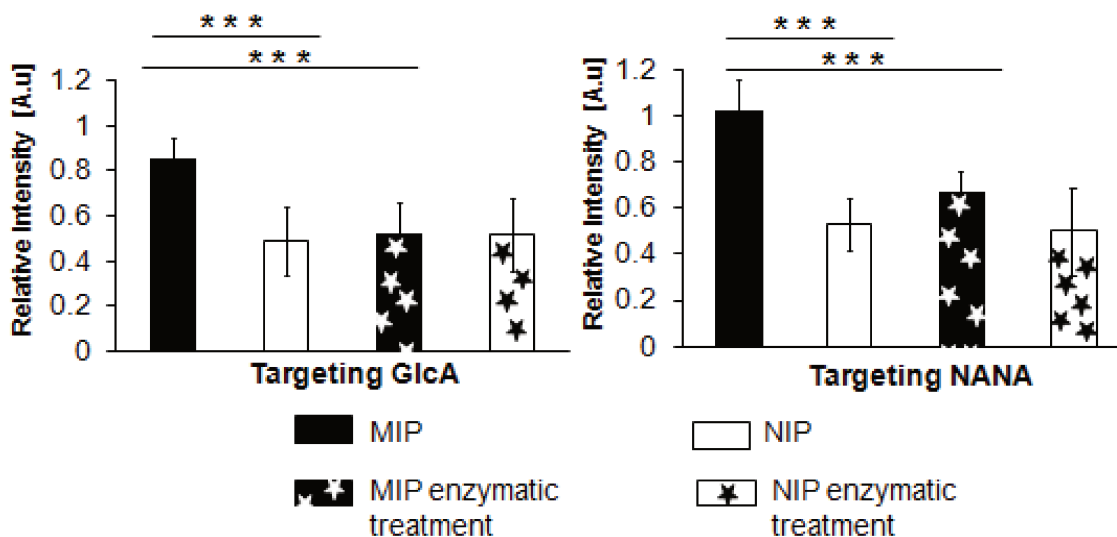 * * *
* * *
Relative Intensity [A.u]
1.2
1
0.8
0.6
0.4
0.2
0
Targeting GlcA
* * *
* * *
Relative Intensity [A.u]
1.2
1
0.8
0.6
0.4
0.2
0
Targeting NANA
MIP
NIP
MIP enzymatic
treatment
NIP enzymatic
treatment